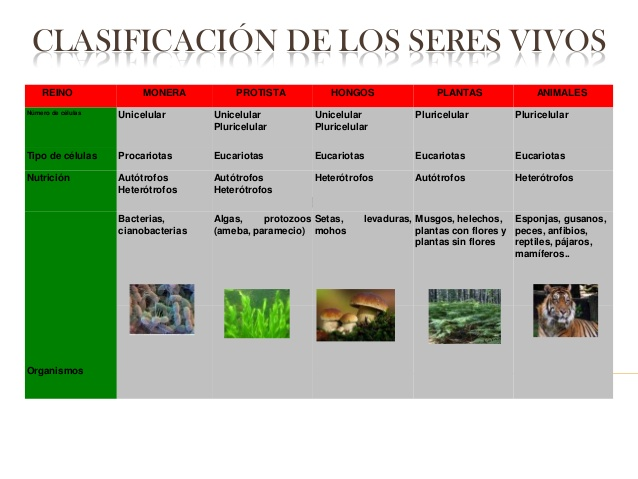 CLASIFICACIÓN DE LOS SERES VIVOS
REINO MONERA PROTISTA HONGOS PLANTAS ANIMALES
Número de células Unicelular Unicelular Unicelular Pluricelular Pluricelular
Pluricelular Pluricelular
Tipo de células Procariotas Eucariotas Eucariotas Eucariotas Eucariotas
Nutrición Autótrofos Autótrofos Heterótrofos Autótrofos Heterótrofos
Heterótrofos Heterótrofos
Bacterias, Algas, protozoos Setas, levaduras, Musgos, helechos, Esponjas, gusanos,
cianobacterias (ameba, paramecio) mohos plantas con flores y peces, anfibios,
plantas sin flores reptiles, pájaros,
mamíferos..
Organismos